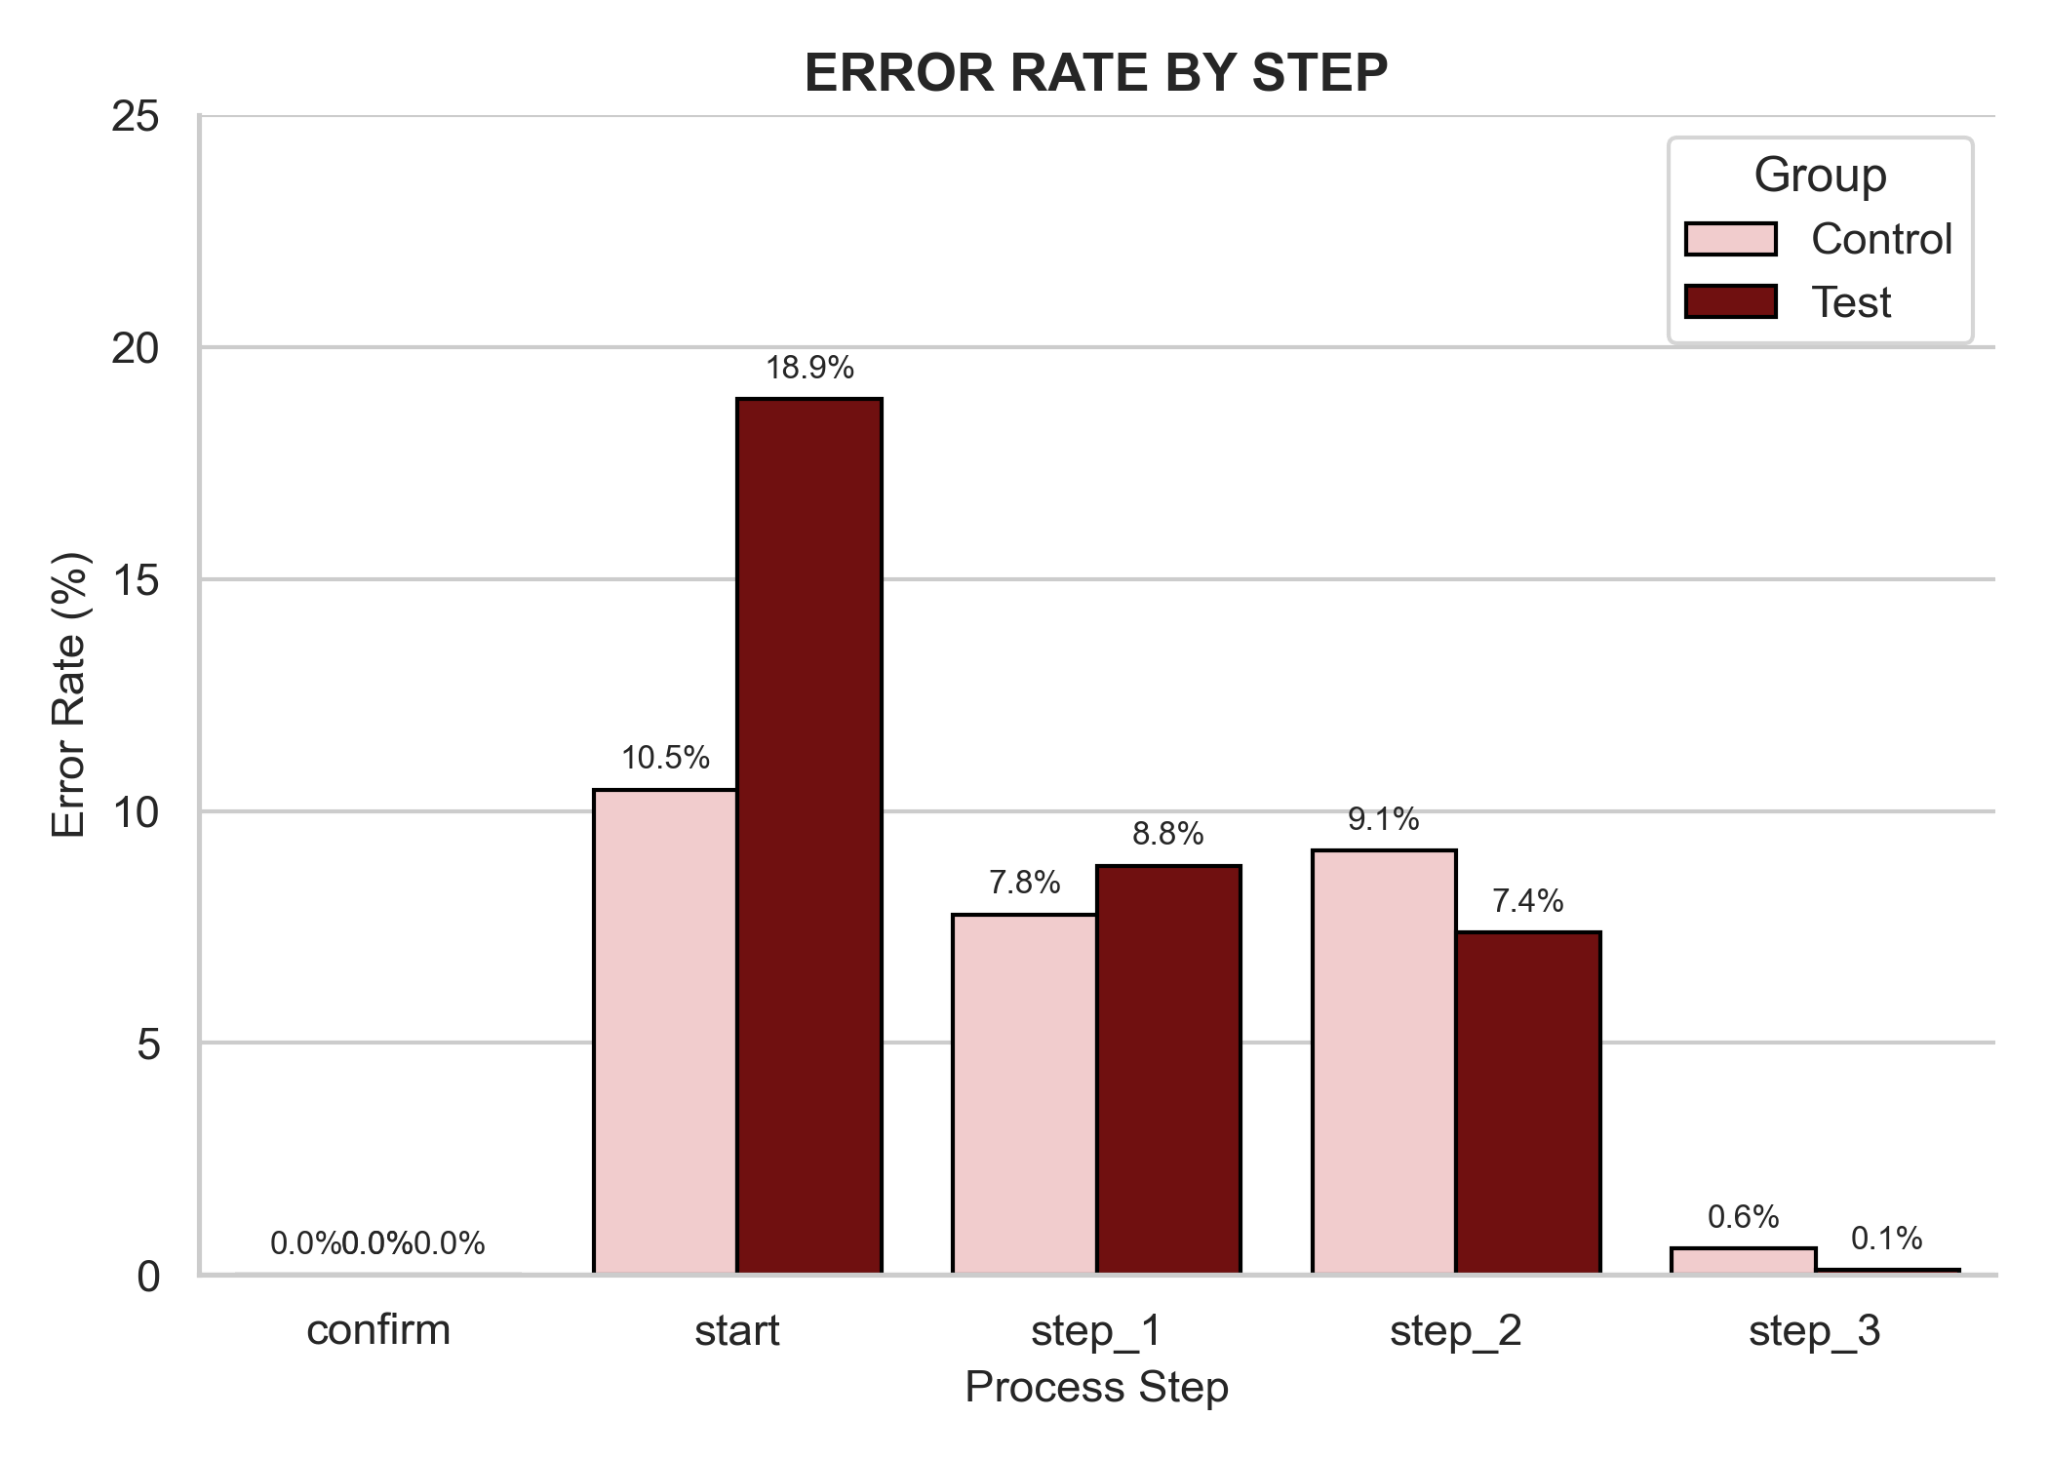 ERROR RATE BY STEP
25
20
15
10
5
0
Error Rate (%)
Group
Control
Test
18.9%
10.5%
7.8%
8.8%
9.1%
7.4%
0.6%
0.1%
0.0%0.0%0.0%
confirm start step_1 step_2 step_3
Process Step